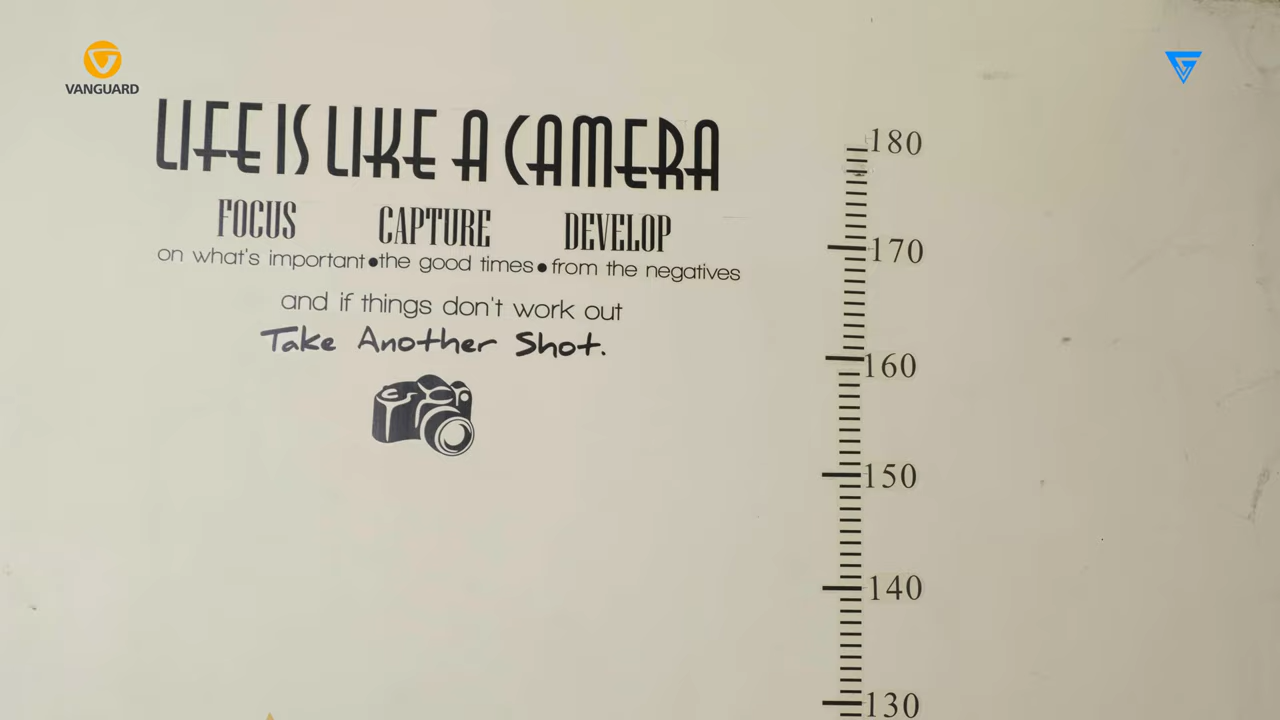 VANGUARD
LIFE IS LIKE A CAMERA
FOCUS CAPTURE DEVELOP
on what's important•the good times•from the negatives
and if things don't work out
Take Another Shot.
180
170
160
150
140
130